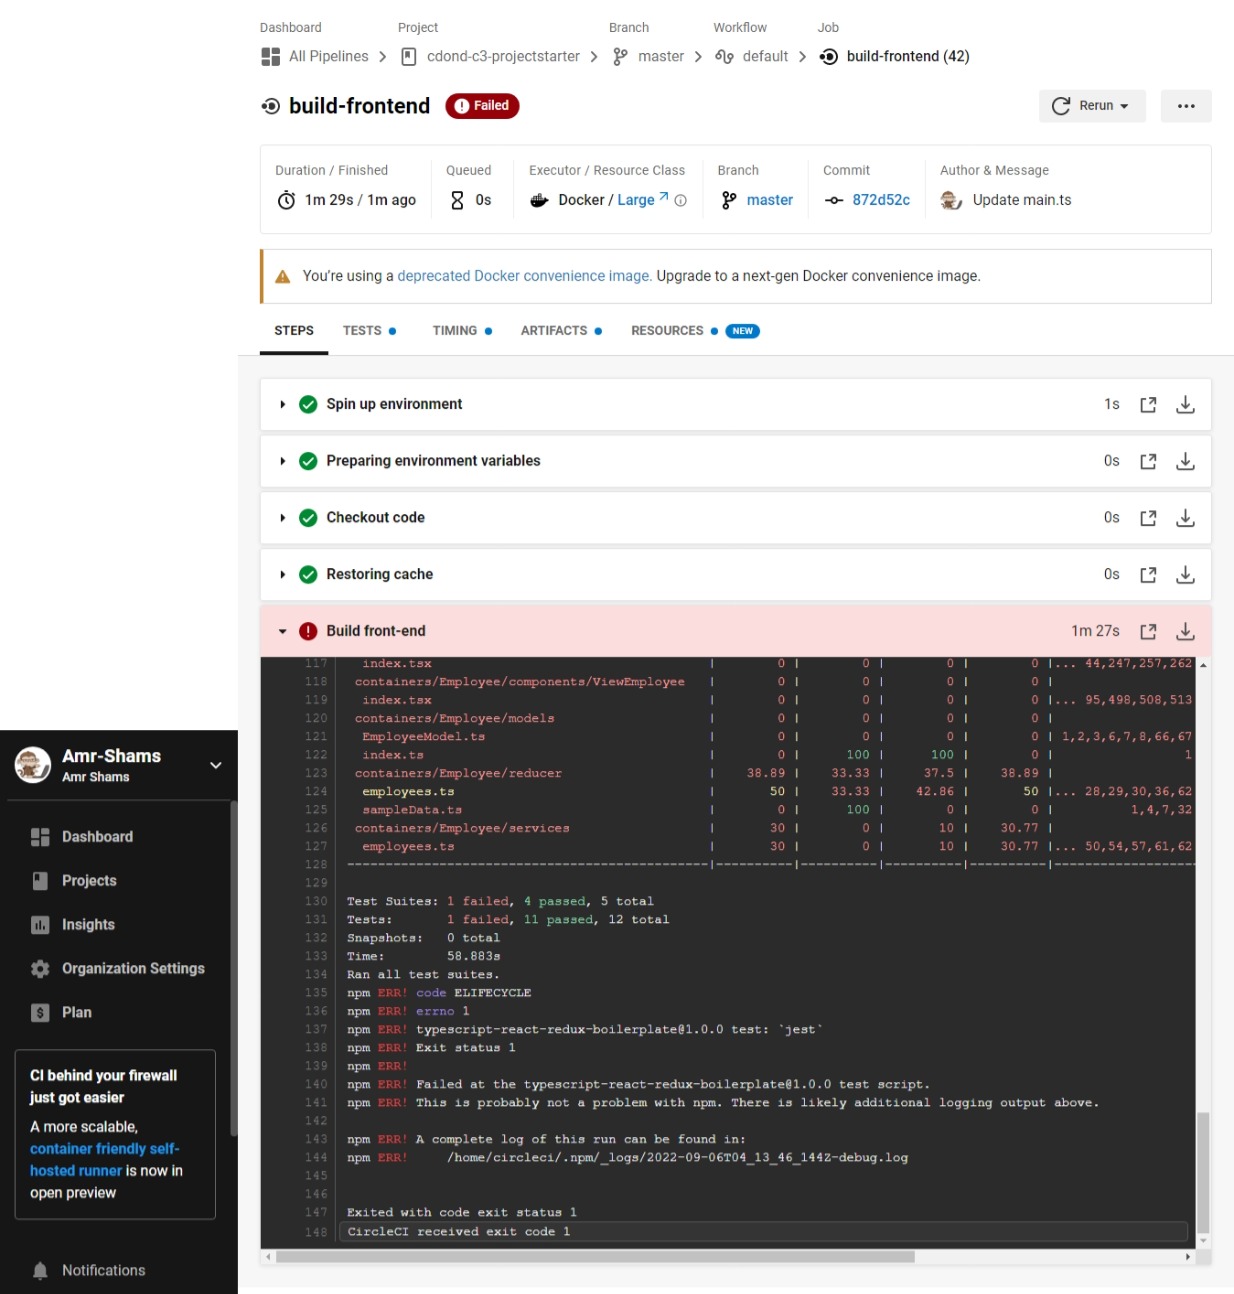 Dashboard Project Branch Workflow Job
All Pipelines cdond-c3-projectstarter master default build-frontend (42)
build-frontend Failed Rerun
Duration / Finished Queued Executor / Resource Class Branch Commit Author & Message
1m 29s / 1m ago 0s Docker / Large master 872d52c Update main.ts
You're using a deprecated Docker convenience image. Upgrade to a next-gen Docker convenience image.
STEPS TESTS TIMING ARTIFACTS RESOURCES NEW
Spin up environment 1s
Preparing environment variables 0s
Checkout code 0s
Restoring cache 0s
Build front-end 1m 27s
117 index.tsx | 0 | 0 | 0 | 0 |... 44,247,257,262
118 containers/Employee/components/ViewEmployee | 0 | 0 | 0 | 0 |
119 index.tsx | 0 | 0 | 0 | 0 |... 95,498,508,513
120 containers/Employee/models | 0 | 0 | 0 | 0 |
121 EmployeeModel.ts | 0 | 0 | 0 | 0 | 1,2,3,6,7,8,66,67
122 index.ts | 0 | 100 | 100 | 0 | 1
123 containers/Employee/reducer | 38.89 | 33.33 | 37.5 | 38.89 |
124 employees.ts | 50 | 33.33 | 42.86 | 50 |... 28,29,30,36,62
125 sampleData.ts | 0 | 100 | 0 | 0 | 1,4,7,32
126 containers/Employee/services | 30 | 0 | 10 | 30.77 |
127 employees.ts | 30 | 0 | 10 | 30.77 |... 50,54,57,61,62
128 -----------------------------------------------|----------|----------|----------|----------|-------------------
129
130 Test Suites: 1 failed, 4 passed, 5 total
131 Tests: 1 failed, 11 passed, 12 total
132 Snapshots: 0 total
133 Time: 58.883s
134 Ran all test suites.
135 npm ERR! code ELIFECYCLE
136 npm ERR! errno 1
137 npm ERR! typescript-react-redux-boilerplate@1.0.0 test: `jest`
138 npm ERR! Exit status 1
139 npm ERR!
140 npm ERR! Failed at the typescript-react-redux-boilerplate@1.0.0 test script.
141 npm ERR! This is probably not a problem with npm. There is likely additional logging output above.
142
143 npm ERR! A complete log of this run can be found in:
144 npm ERR! /home/circleci/.npm/_logs/2022-09-06T04_13_46_144Z-debug.log
145
146
147 Exited with code exit status 1
148 CircleCI received exit code 1
Amr-Shams
Amr Shams
Dashboard
Projects
Insights
Organization Settings
Plan
CI behind your firewall
just got easier
A more scalable,
container friendly self-
hosted runner is now in
open preview
Notifications